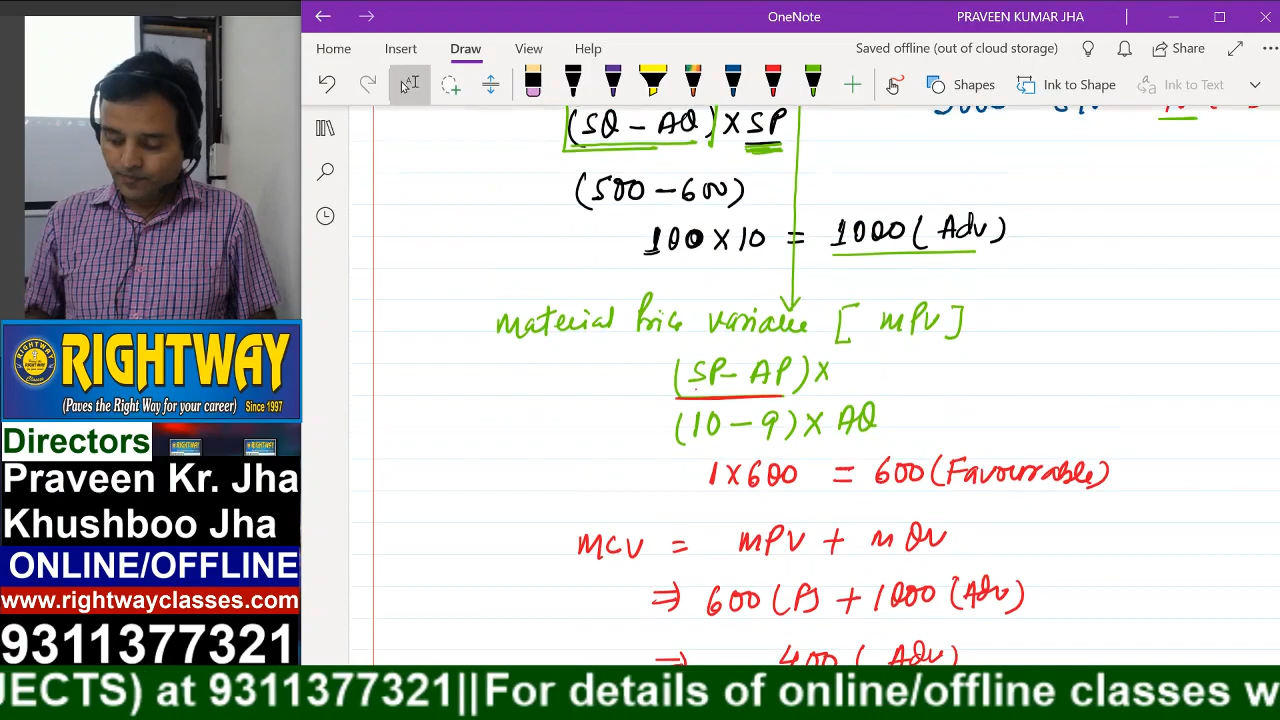 OneNote
PRAVEEN KUMAR JHA
Home Insert Draw View Help
Saved offline (out of cloud storage)
Share
Shapes Ink to Shape Ink to Text
(SQ - AQ) X SP
(500 - 600)
100 X 10 = 1000 (Adv)
Material Price variance [MPV]
(SP - AP) X
(10 - 9) X AQ
1 X 600 = 600 (Favourable)
MCV = MPV + MQV
⇒ 600 (F) + 1000 (Adv)
⇒ 400 (Adv)
RIGHTWAY
(Paves the Right Way for your career) Since 1997
Directors
Praveen Kr. Jha
Khushboo Jha
ONLINE/OFFLINE
www.rightwayclasses.com
9311377321
JECTS) at 9311377321||For details of online/offline classes w